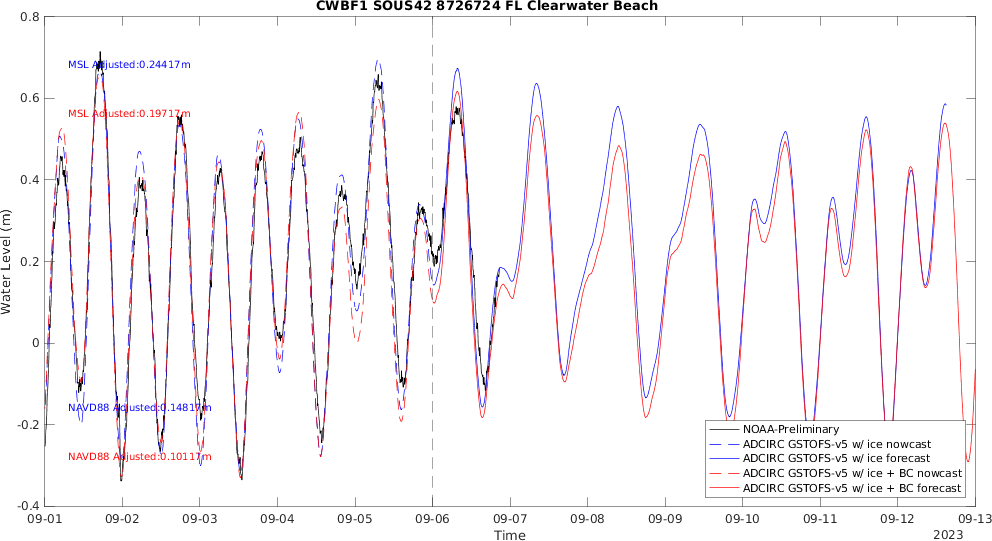 CWBF1 SOUS42 8726724 FL Clearwater Beach
0.8
0.6
0.4
0.2
0
-0.2
-0.4
Water Level (m)
MSL Adjusted:0.24417m
MSL Adjusted:0.19717m
NAVD88 Adjusted:0.14817m
NAVD88 Adjusted:0.10117m
NOAA-Preliminary
ADCIRC GSTOFS-v5 w/ ice nowcast
ADCIRC GSTOFS-v5 w/ ice forecast
ADCIRC GSTOFS-v5 w/ ice + BC nowcast
ADCIRC GSTOFS-v5 w/ ice + BC forecast
09-01 09-02 09-03 09-04 09-05 09-06 09-07 09-08 09-09 09-10 09-11 09-12 09-13
Time
2023